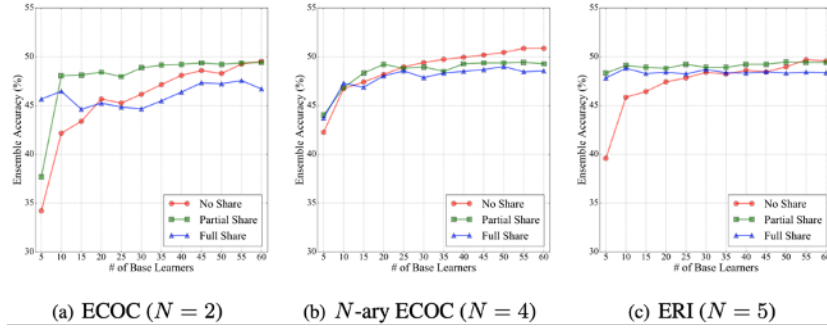 55
50
45
40
35
30
Ensemble Accuracy (%)
No Share
Partial Share
Full Share
5 10 15 20 25 30 35 40 45 50 55 60
# of Base Learners
(a) ECOC (N = 2)
55
50
45
40
35
30
Ensemble Accuracy (%)
No Share
Partial Share
Full Share
5 10 15 20 25 30 35 40 45 50 55 60
# of Base Learners
(b) N-ary ECOC (N = 4)
55
50
45
40
35
30
Ensemble Accuracy (%)
No Share
Partial Share
Full Share
5 10 15 20 25 30 35 40 45 50 55 60
# of Base Learners
(c) ERI (N = 5)